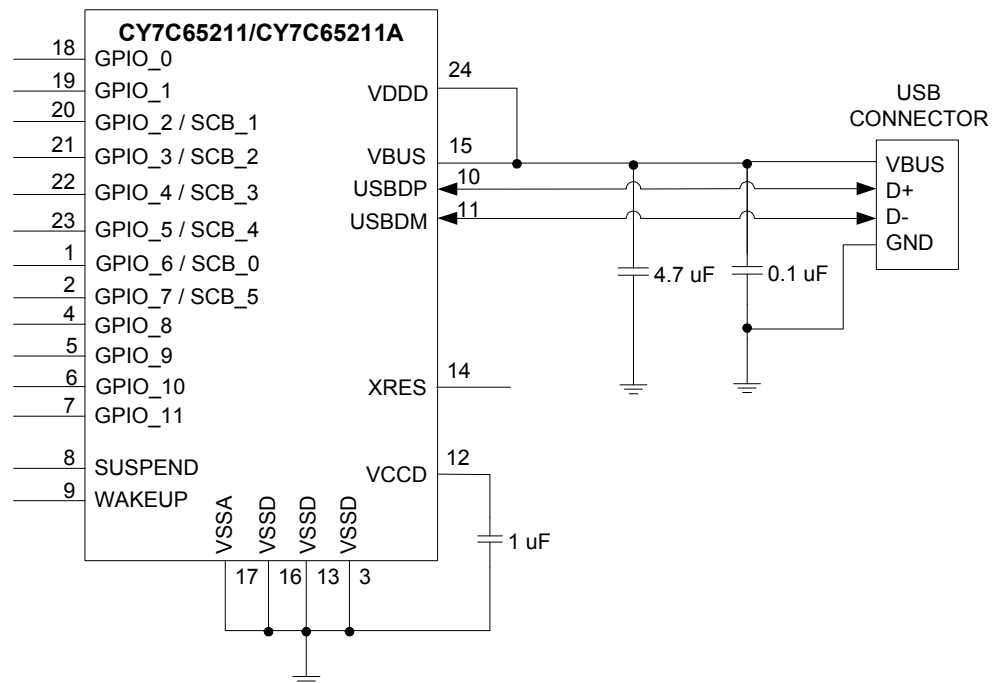 CY7C65211/CY7C65211A
18 GPIO_0
19 GPIO_1
20 GPIO_2 / SCB_1
21 GPIO_3 / SCB_2
22 GPIO_4 / SCB_3
23 GPIO_5 / SCB_4
1 GPIO_6 / SCB_0
2 GPIO_7 / SCB_5
4 GPIO_8
5 GPIO_9
6 GPIO_10
7 GPIO_11
8 SUSPEND
9 WAKEUP
VDDD 24
VBUS 15
USBDP 10
USBDM 11
XRES 14
VCCD 12
VSSA
VSSD
VSSD
VSSD
17 16 13 3
4.7 uF
0.1 uF
1 uF
USB
CONNECTOR
VBUS
D+
D-
GND